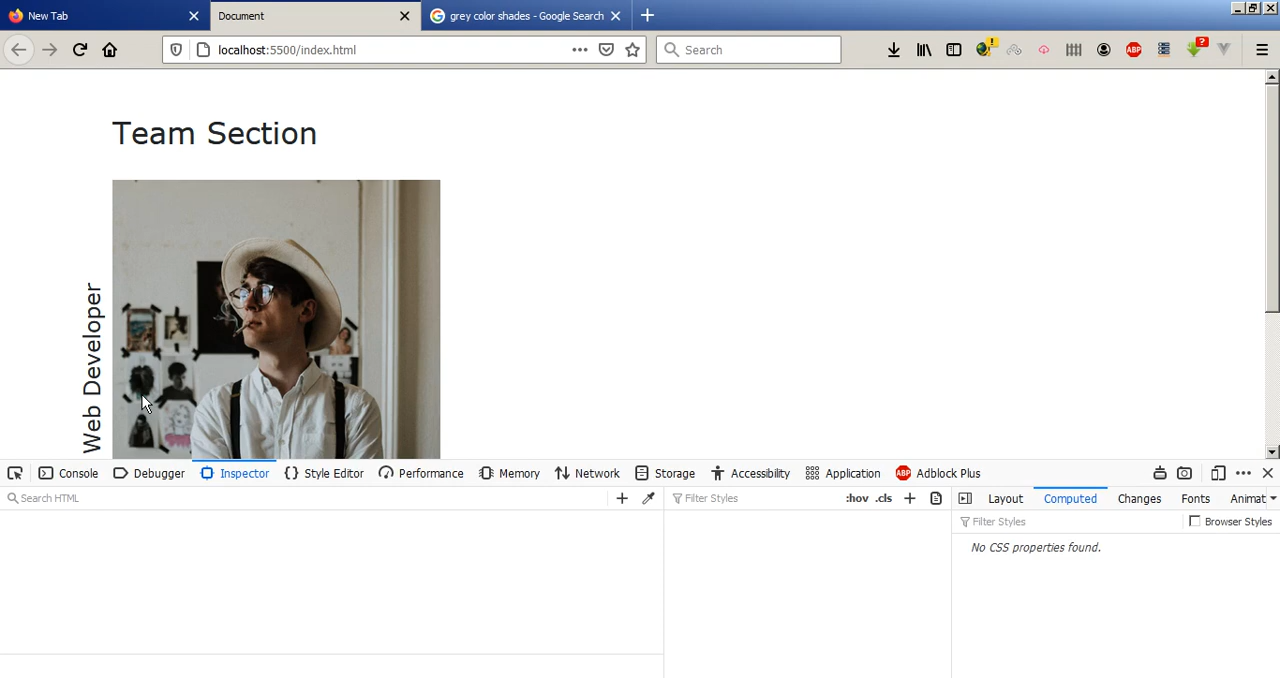 New Tab
Document
grey color shades - Google Search
localhost:5500/index.html
Search
ABP
Team Section
Web Developer
Console
Debugger
Inspector
Style Editor
Performance
Memory
Network
Storage
Accessibility
Application
ABP Adblock Plus
Search HTML
Filter Styles
:hov .cls
Layout
Computed
Changes
Fonts
Animat
Filter Styles
Browser Styles
No CSS properties found.